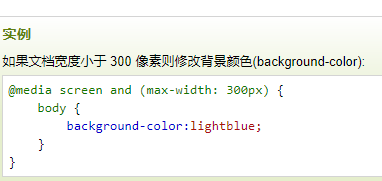 实例
如果文档宽度小于 300 像素则修改背景颜色(background-color):
@media screen and (max-width: 300px) {
    body {
        background-color:lightblue;
    }
}